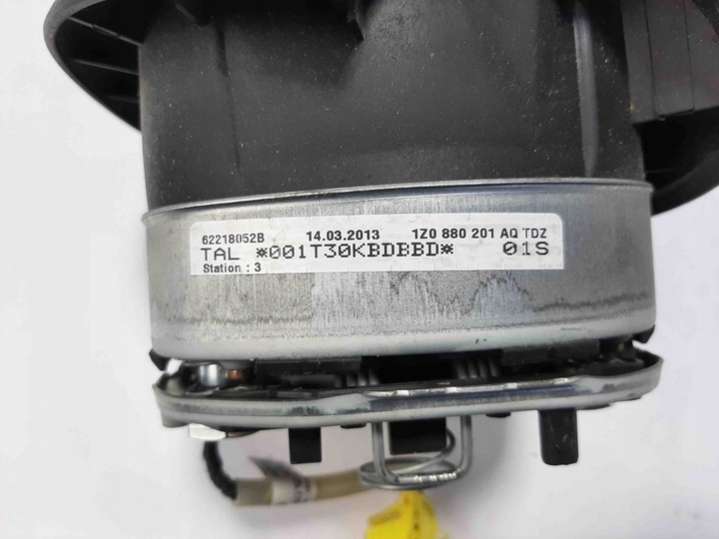 62218052B 14.03.2013 1Z0 880 201 AQ TDZ
TAL *001T30KBDBBD* 01S
Station : 3